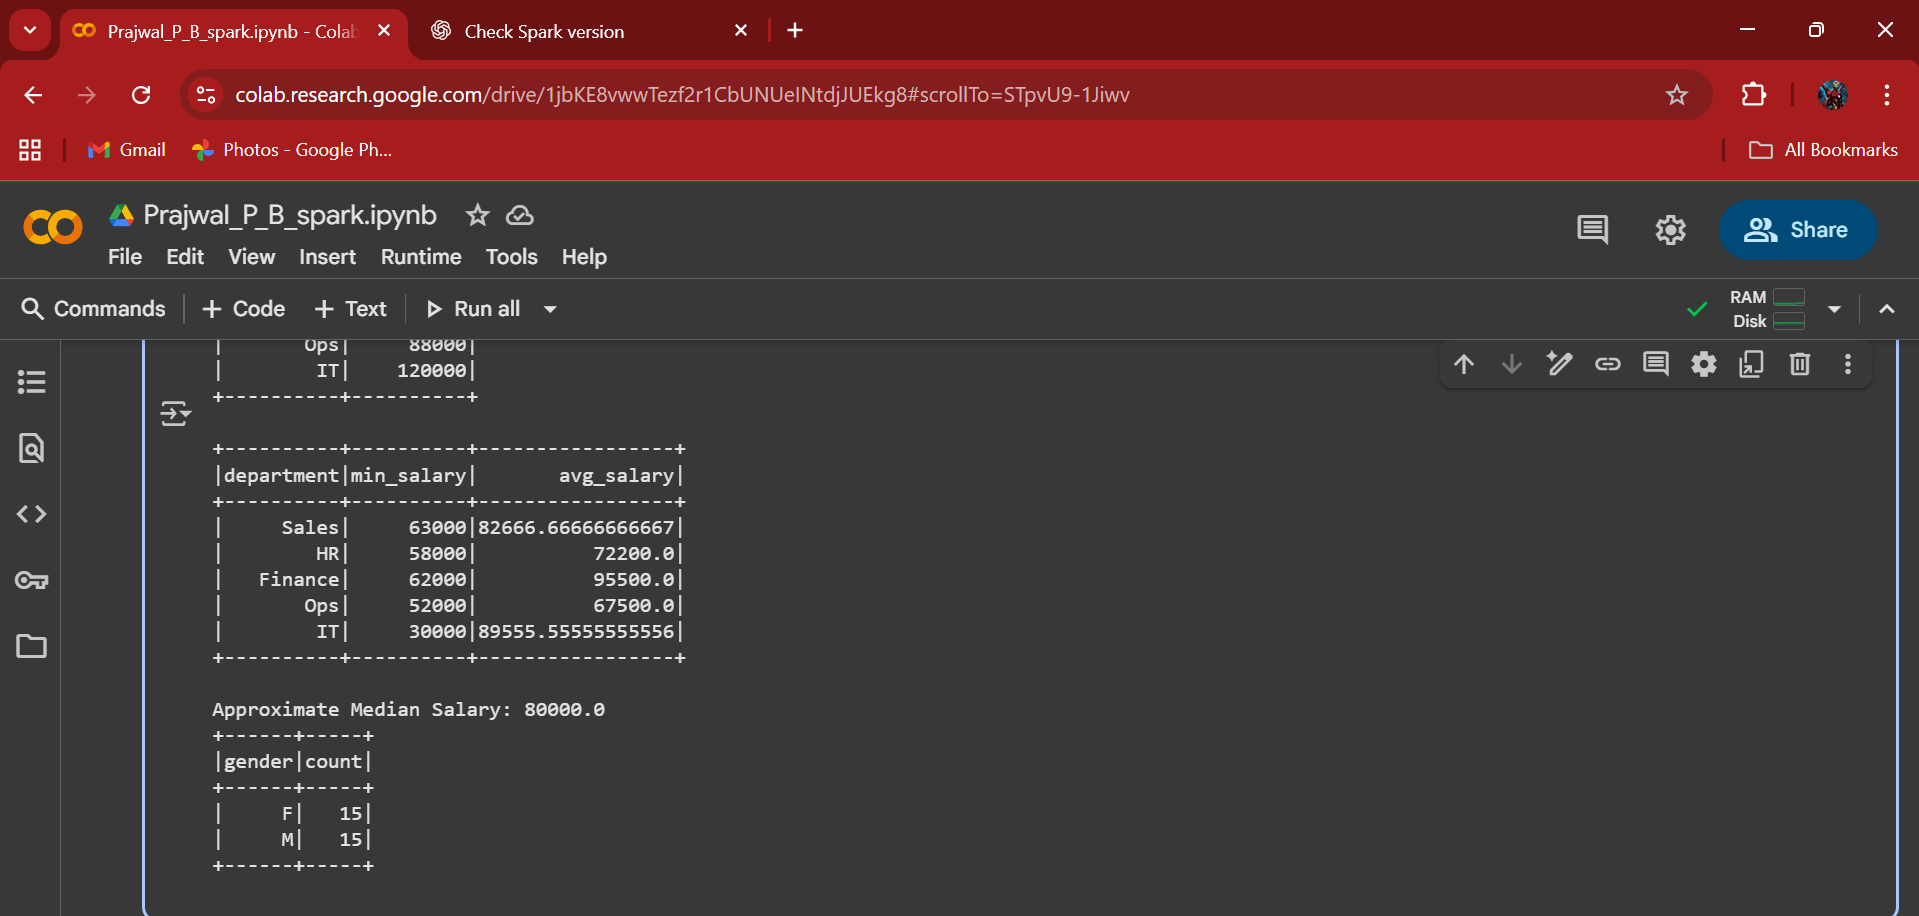 Prajwal_P_B_spark.ipynb - Colab
Check Spark version
colab.research.google.com/drive/1jbKE8vwwTezf2r1CbUNUeINtdjJUEkg8#scrollTo=STpvU9-1Jiwv
Gmail
Photos - Google Ph...
All Bookmarks
Prajwal_P_B_spark.ipynb
Share
File Edit View Insert Runtime Tools Help
Commands + Code + Text Run all
RAM
Disk
| Ops| 88000|
| IT| 120000|
+----------+----------+
+----------+----------+-----------------+
|department|min_salary| avg_salary|
+----------+----------+-----------------+
| Sales| 63000|82666.66666666667|
| HR| 58000| 72200.0|
| Finance| 62000| 95500.0|
| Ops| 52000| 67500.0|
| IT| 30000|89555.55555555556|
+----------+----------+-----------------+
Approximate Median Salary: 80000.0
+------+-----+
|gender|count|
+------+-----+
| F| 15|
| M| 15|
+------+-----+